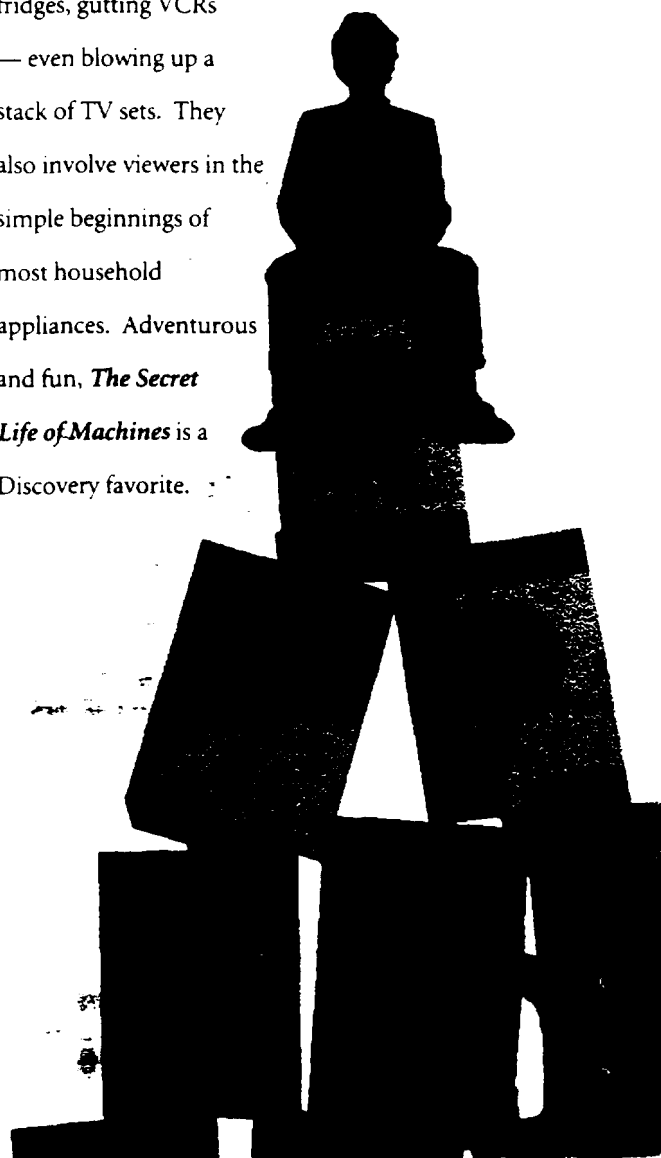 fridges, gutting VCRs
— even blowing up a
stack of TV sets. They
also involve viewers in the
simple beginnings of
most household
appliances. Adventurous
and fun, The Secret
Life of Machines is a
Discovery favorite.